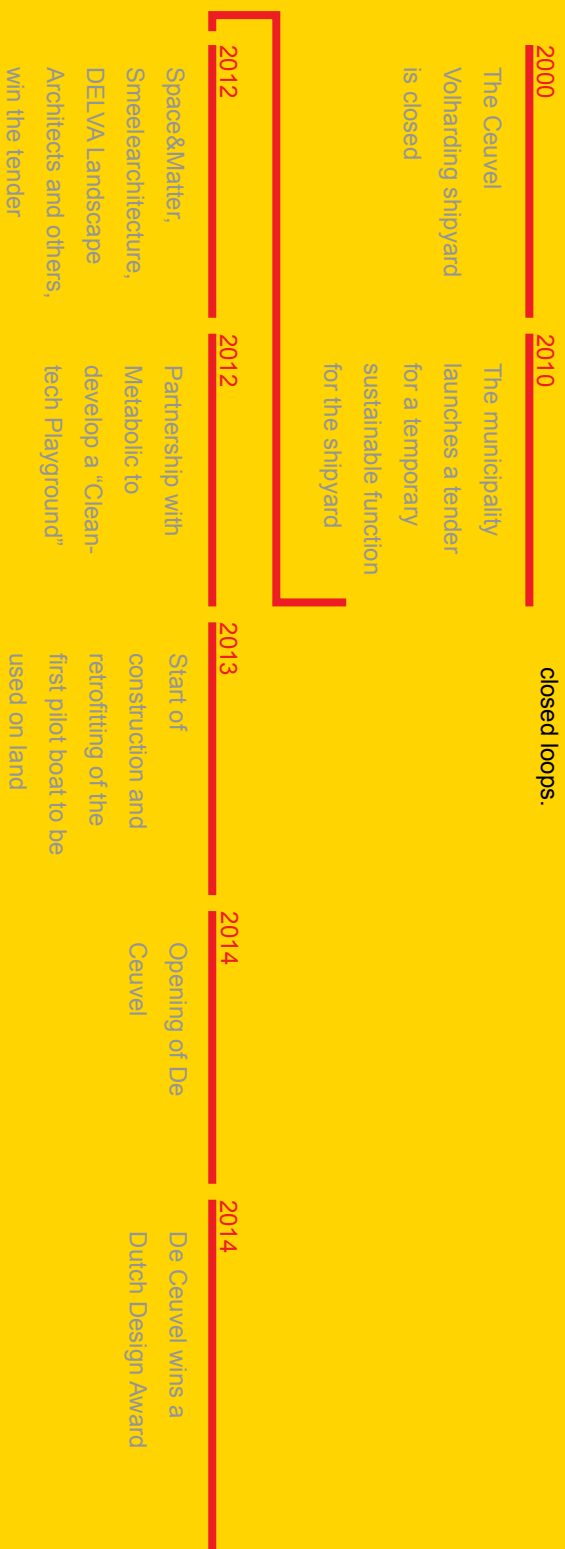 closed loops.
2000
The Ceuvel
Volharding shipyard
is closed
2010
The municipality
launches a tender
for a temporary
sustainable function
for the shipyard
2012
Space&Matter,
Smeelearchitecture,
DELVA Landscape
Architects and others,
win the tender
2012
Partnership with
Metabolic to
develop a “Clean-
tech Playground”
2013
Start of
construction and
retrofitting of the
first pilot boat to be
used on land
2014
Opening of De
Ceuvel
2014
De Ceuvel wins a
Dutch Design Award